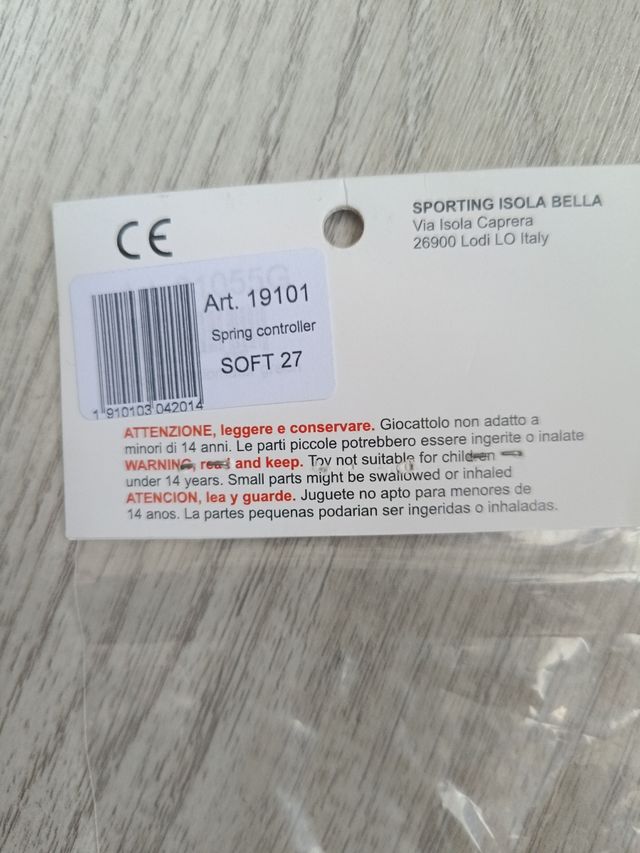 CE
SPORTING ISOLA BELLA
Via Isola Caprera
26900 Lodi LO Italy
Art. 19101
Spring controller
SOFT 27
1 910103 042014
ATTENZIONE, leggere e conservare. Giocattolo non adatto a
minori di 14 anni. Le parti piccole potrebbero essere ingerite o inalate
WARNING, read and keep. Toy not suitable for children
under 14 years. Small parts might be swallowed or inhaled
ATENCION, lea y guarde. Juguete no apto para menores de
14 anos. La partes pequenas podarian ser ingeridas o inhaladas.